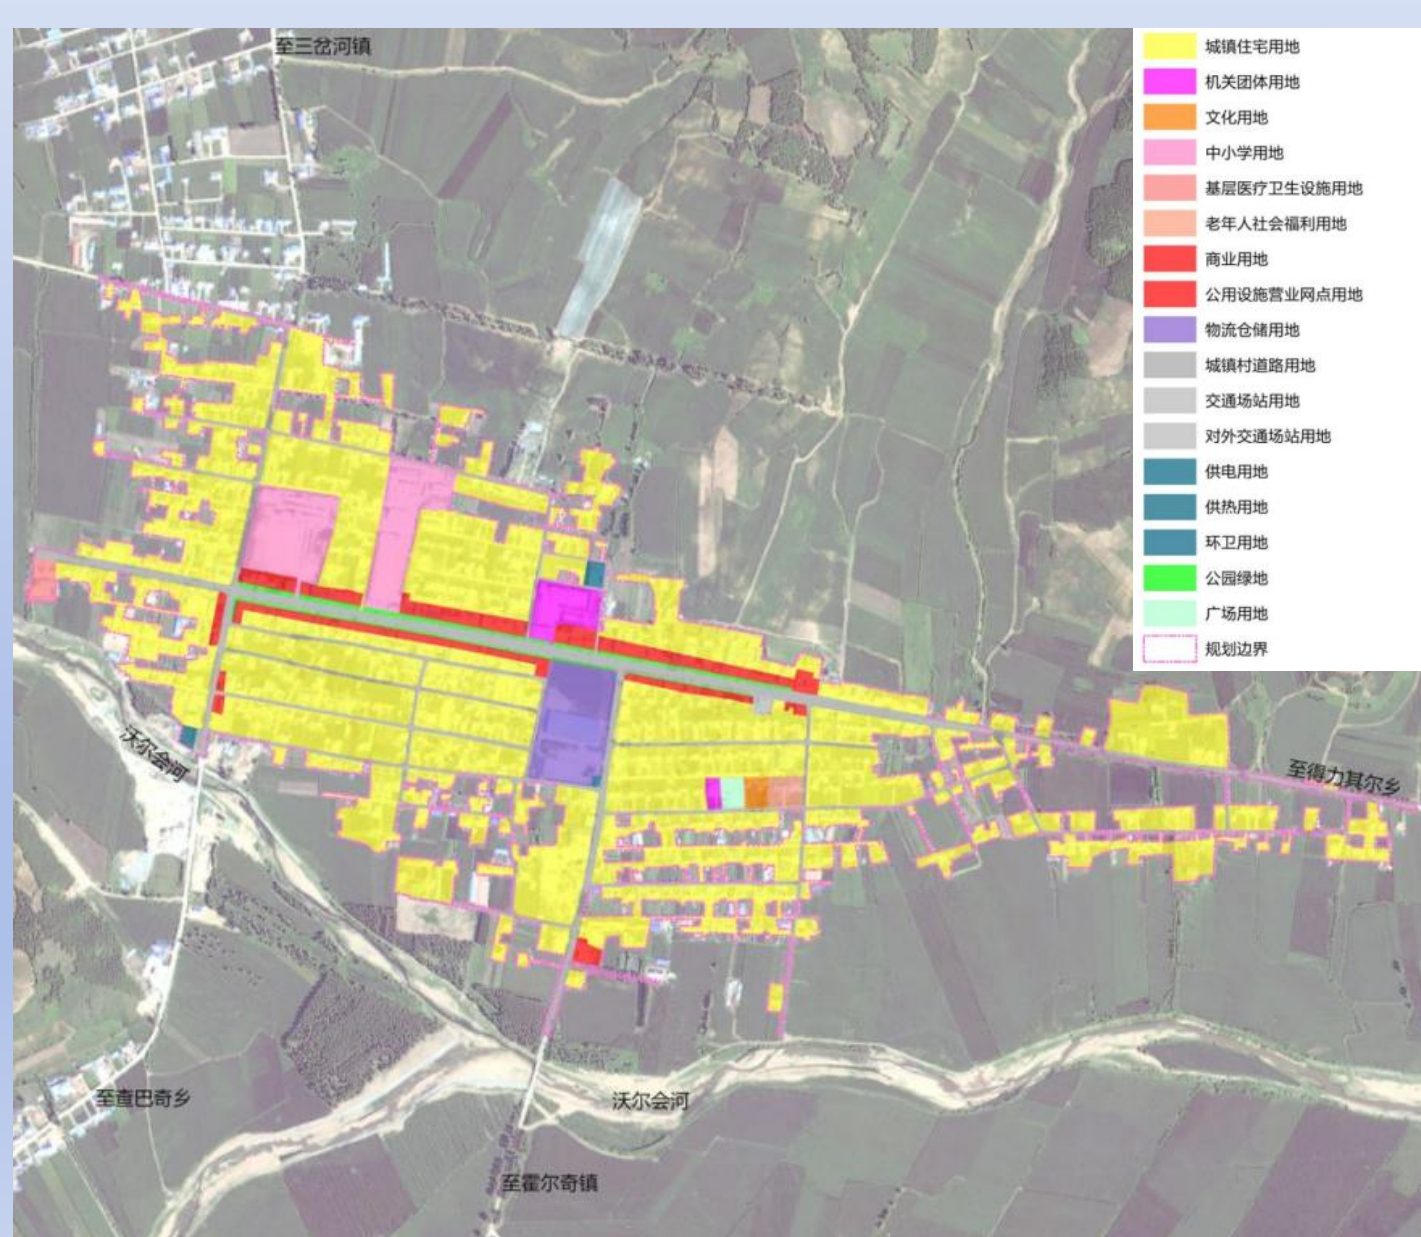 至三岔河镇
城镇住宅用地
机关团体用地
文化用地
中小学用地
基层医疗卫生设施用地
老年人社会福利用地
商业用地
公用设施营业网点用地
物流仓储用地
城镇村道路用地
交通场站用地
对外交通场站用地
供电用地
供热用地
环卫用地
公园绿地
广场用地
规划边界
沃尔会河
至得力其尔乡
至查巴奇乡
沃尔会河
至霍尔奇镇